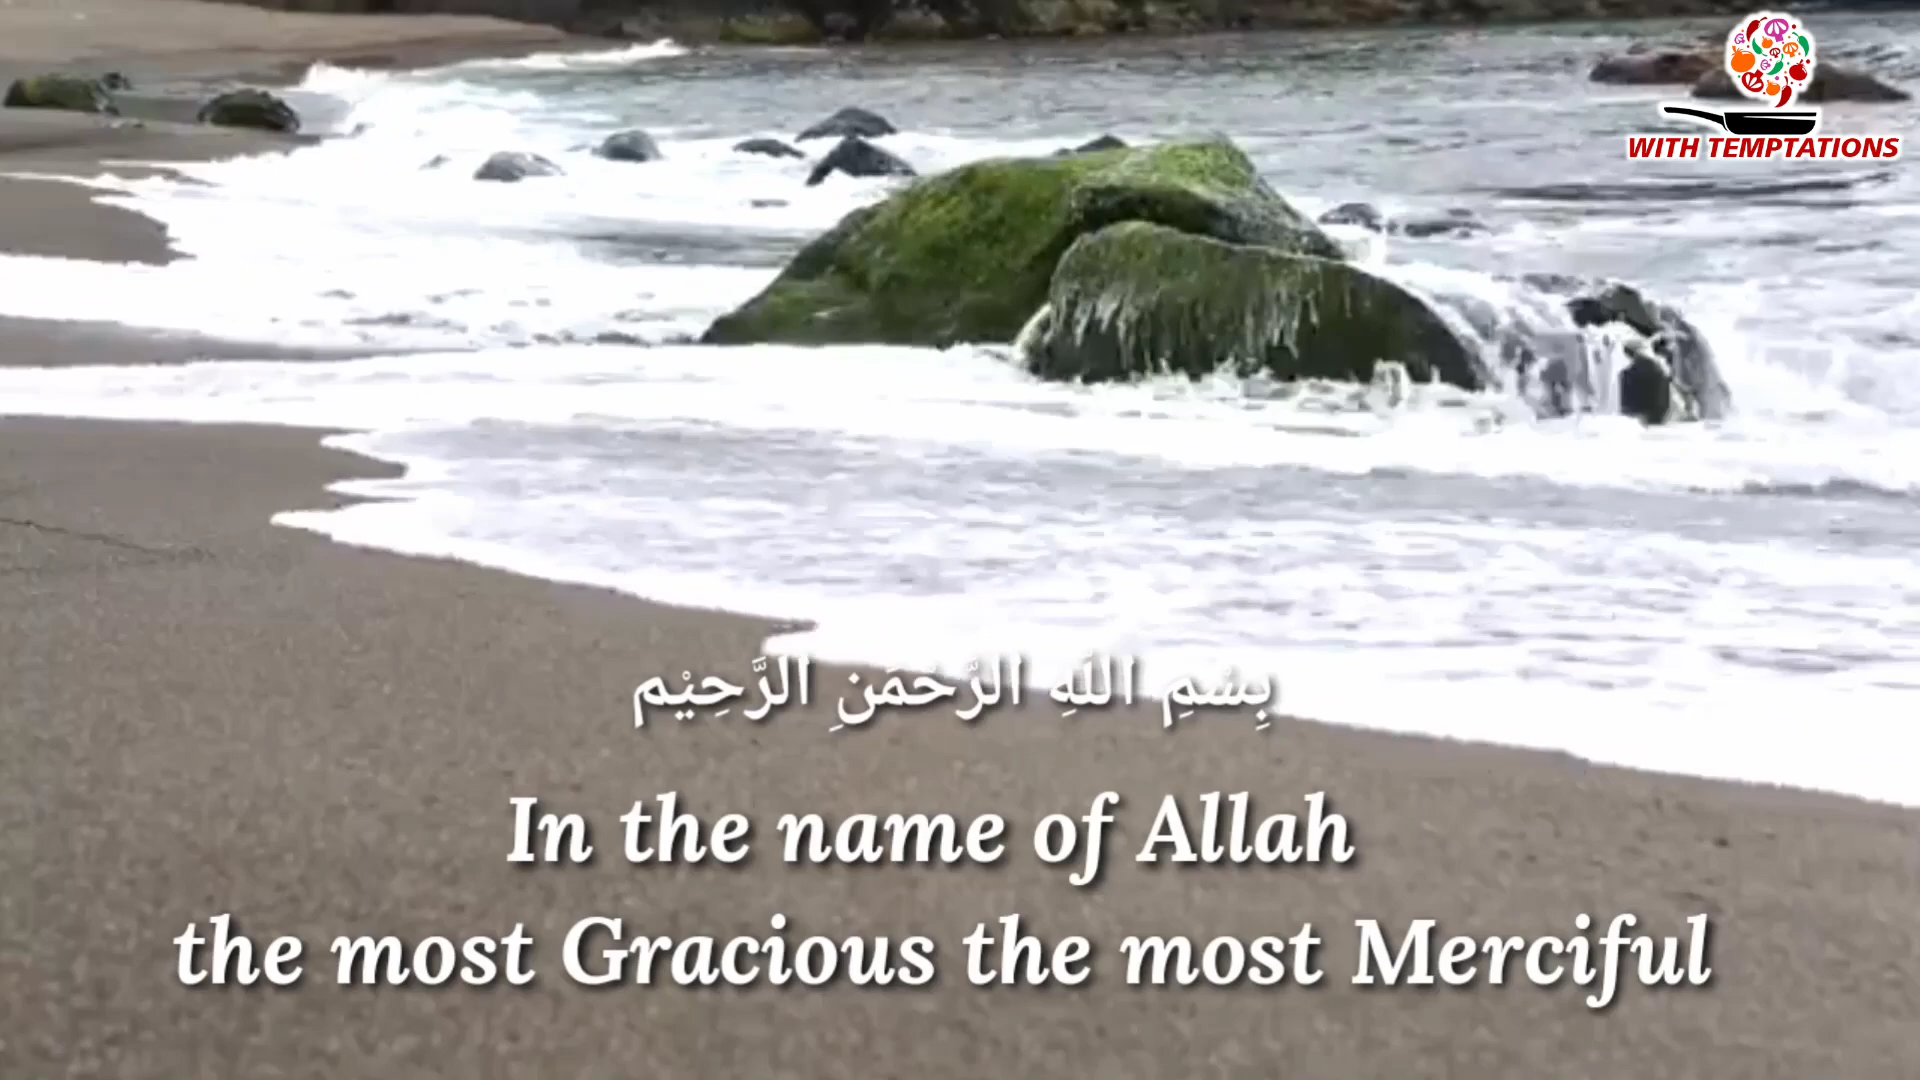 WITH TEMPTATIONS
بِسْمِ اللهِ الرَّحْمَنِ الرَّحِيْم
In the name of Allah
the most Gracious the most Merciful